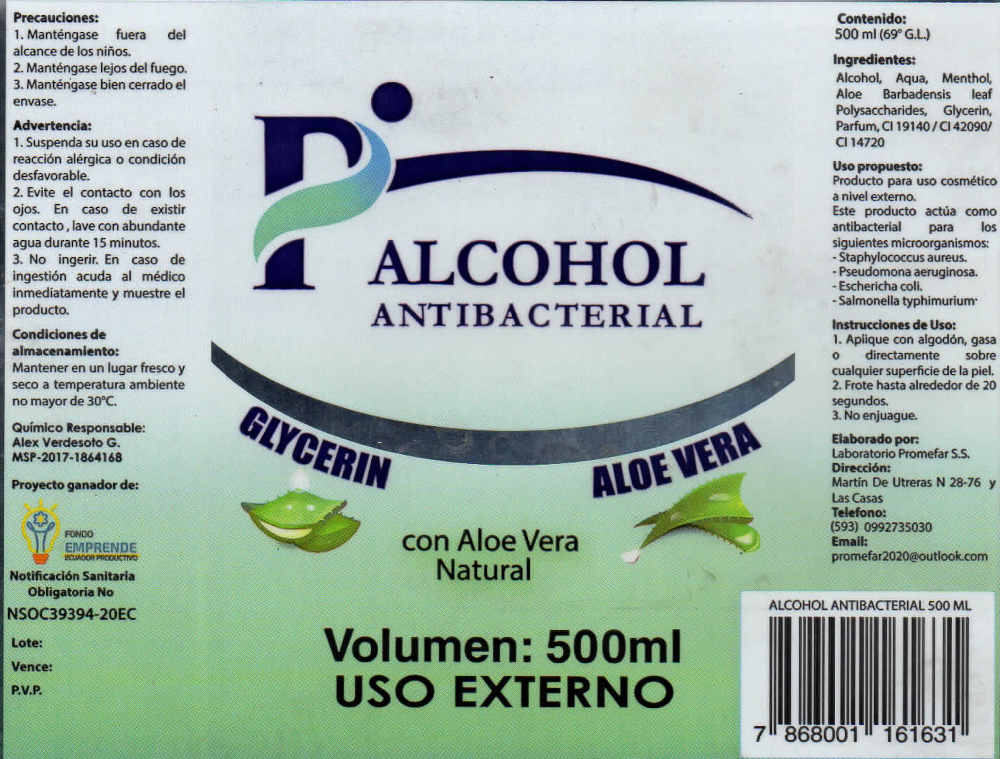 Precauciones:
1. Manténgase fuera del
alcance de los niños.
2. Manténgase lejos del fuego.
3. Manténgase bien cerrado el
envase.
Advertencia:
1. Suspenda su uso en caso de
reacción alérgica o condición
desfavorable.
2. Evite el contacto con los
ojos. En caso de existir
contacto , lave con abundante
agua durante 15 minutos.
3. No ingerir. En caso de
ingestión acuda al médico
inmediatamente y muestre el
producto.
Condiciones de
almacenamiento:
Mantener en un lugar fresco y
seco a temperatura ambiente
no mayor de 30°C.
Químico Responsable:
Alex Verdesoto G.
MSP-2017-1864168
Proyecto ganador de:
FONDO
EMPRENDE
ECUADOR PRODUCTIVO
Notificación Sanitaria
Obligatoria No
NSOC39394-20EC
Lote:
Vence:
P.V.P.
P
ALCOHOL
ANTIBACTERIAL
GLYCERIN
ALOE VERA
con Aloe Vera
Natural
Volumen: 500ml
USO EXTERNO
Contenido:
500 ml (69° G.L.)
Ingredientes:
Alcohol, Aqua, Menthol,
Aloe Barbadensis leaf
Polysaccharides, Glycerin,
Parfum, CI 19140 / CI 42090/
CI 14720
Uso propuesto:
Producto para uso cosmético
a nivel externo.
Este producto actúa como
antibacterial para los
siguientes microorganismos:
- Staphylococcus aureus.
- Pseudomona aeruginosa.
- Eschericha coli.
- Salmonella typhimurium·
Instrucciones de Uso:
1. Aplique con algodón, gasa
o directamente sobre
cualquier superficie de la piel.
2. Frote hasta alrededor de 20
segundos.
3. No enjuague.
Elaborado por:
Laboratorio Promefar S.S.
Dirección:
Martín De Utreras N 28-76 y
Las Casas
Telefono:
(593) 0992735030
Email:
promefar2020@outlook.com
ALCOHOL ANTIBACTERIAL 500 ML
7 868001 161631